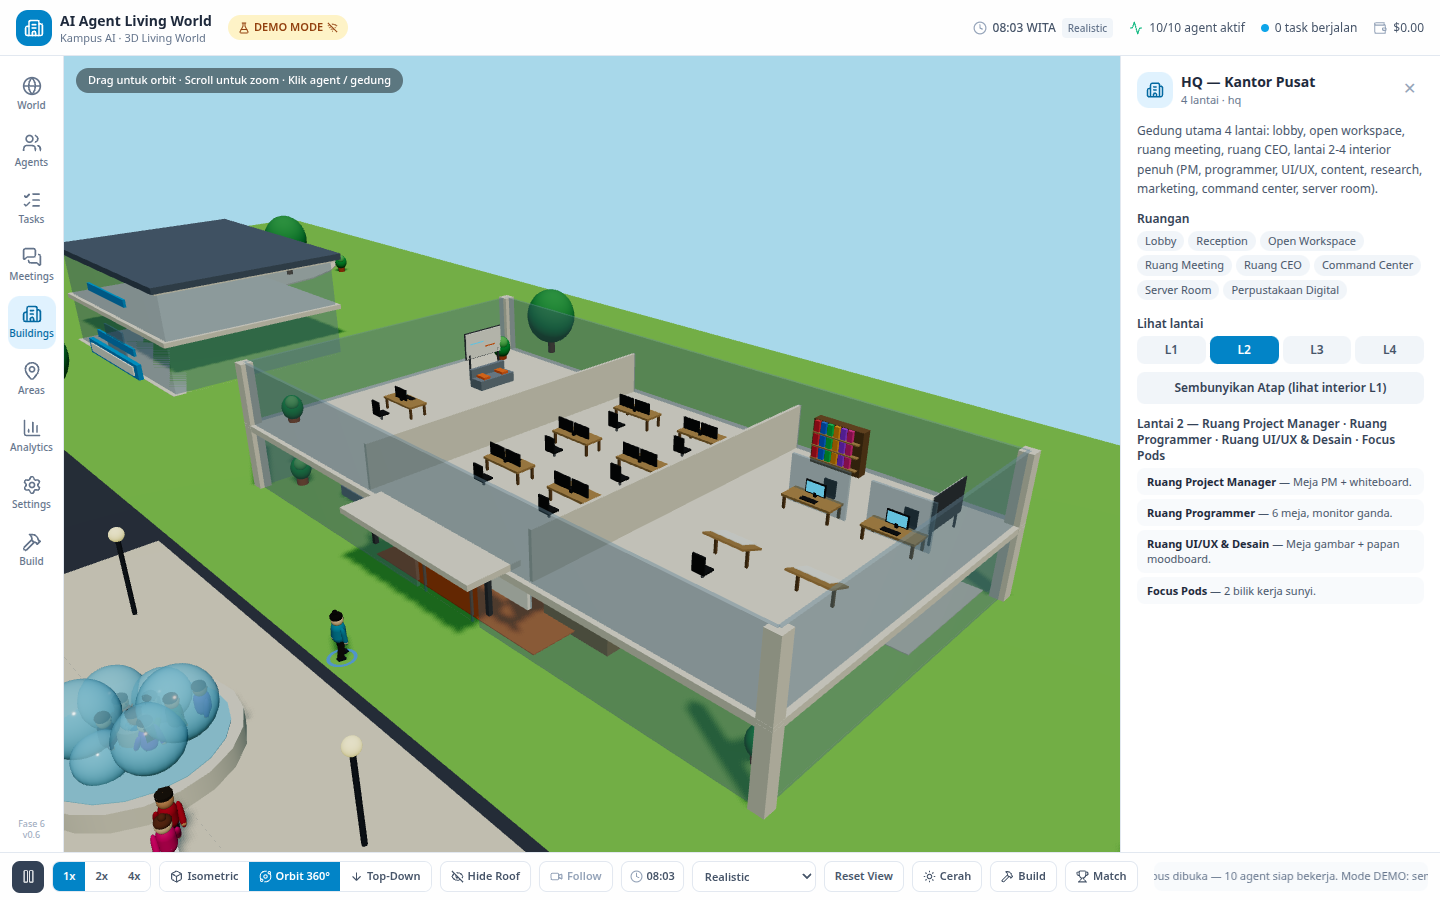 AI Agent Living World
Kampus AI · 3D Living World
DEMO MODE
08:03 WITA
Realistic
10/10 agent aktif
0 task berjalan
$0.00
World
Agents
Tasks
Meetings
Buildings
Areas
Analytics
Settings
Build
Fase 6
v0.6
Drag untuk orbit · Scroll untuk zoom · Klik agent / gedung
HQ — Kantor Pusat
4 lantai · hq
Gedung utama 4 lantai: lobby, open workspace,
ruang meeting, ruang CEO, lantai 2-4 interior
penuh (PM, programmer, UI/UX, content, research,
marketing, command center, server room).
Ruangan
Lobby
Reception
Open Workspace
Ruang Meeting
Ruang CEO
Command Center
Server Room
Perpustakaan Digital
Lihat lantai
L1
L2
L3
L4
Sembunyikan Atap (lihat interior L1)
Lantai 2 — Ruang Project Manager · Ruang
Programmer · Ruang UI/UX & Desain · Focus
Pods
Ruang Project Manager — Meja PM + whiteboard.
Ruang Programmer — 6 meja, monitor ganda.
Ruang UI/UX & Desain — Meja gambar + papan
moodboard.
Focus Pods — 2 bilik kerja sunyi.
1x
2x
4x
Isometric
Orbit 360°
Top-Down
Hide Roof
Follow
08:03
Realistic
Reset View
Cerah
Build
Match
pus dibuka — 10 agent siap bekerja. Mode DEMO: ser